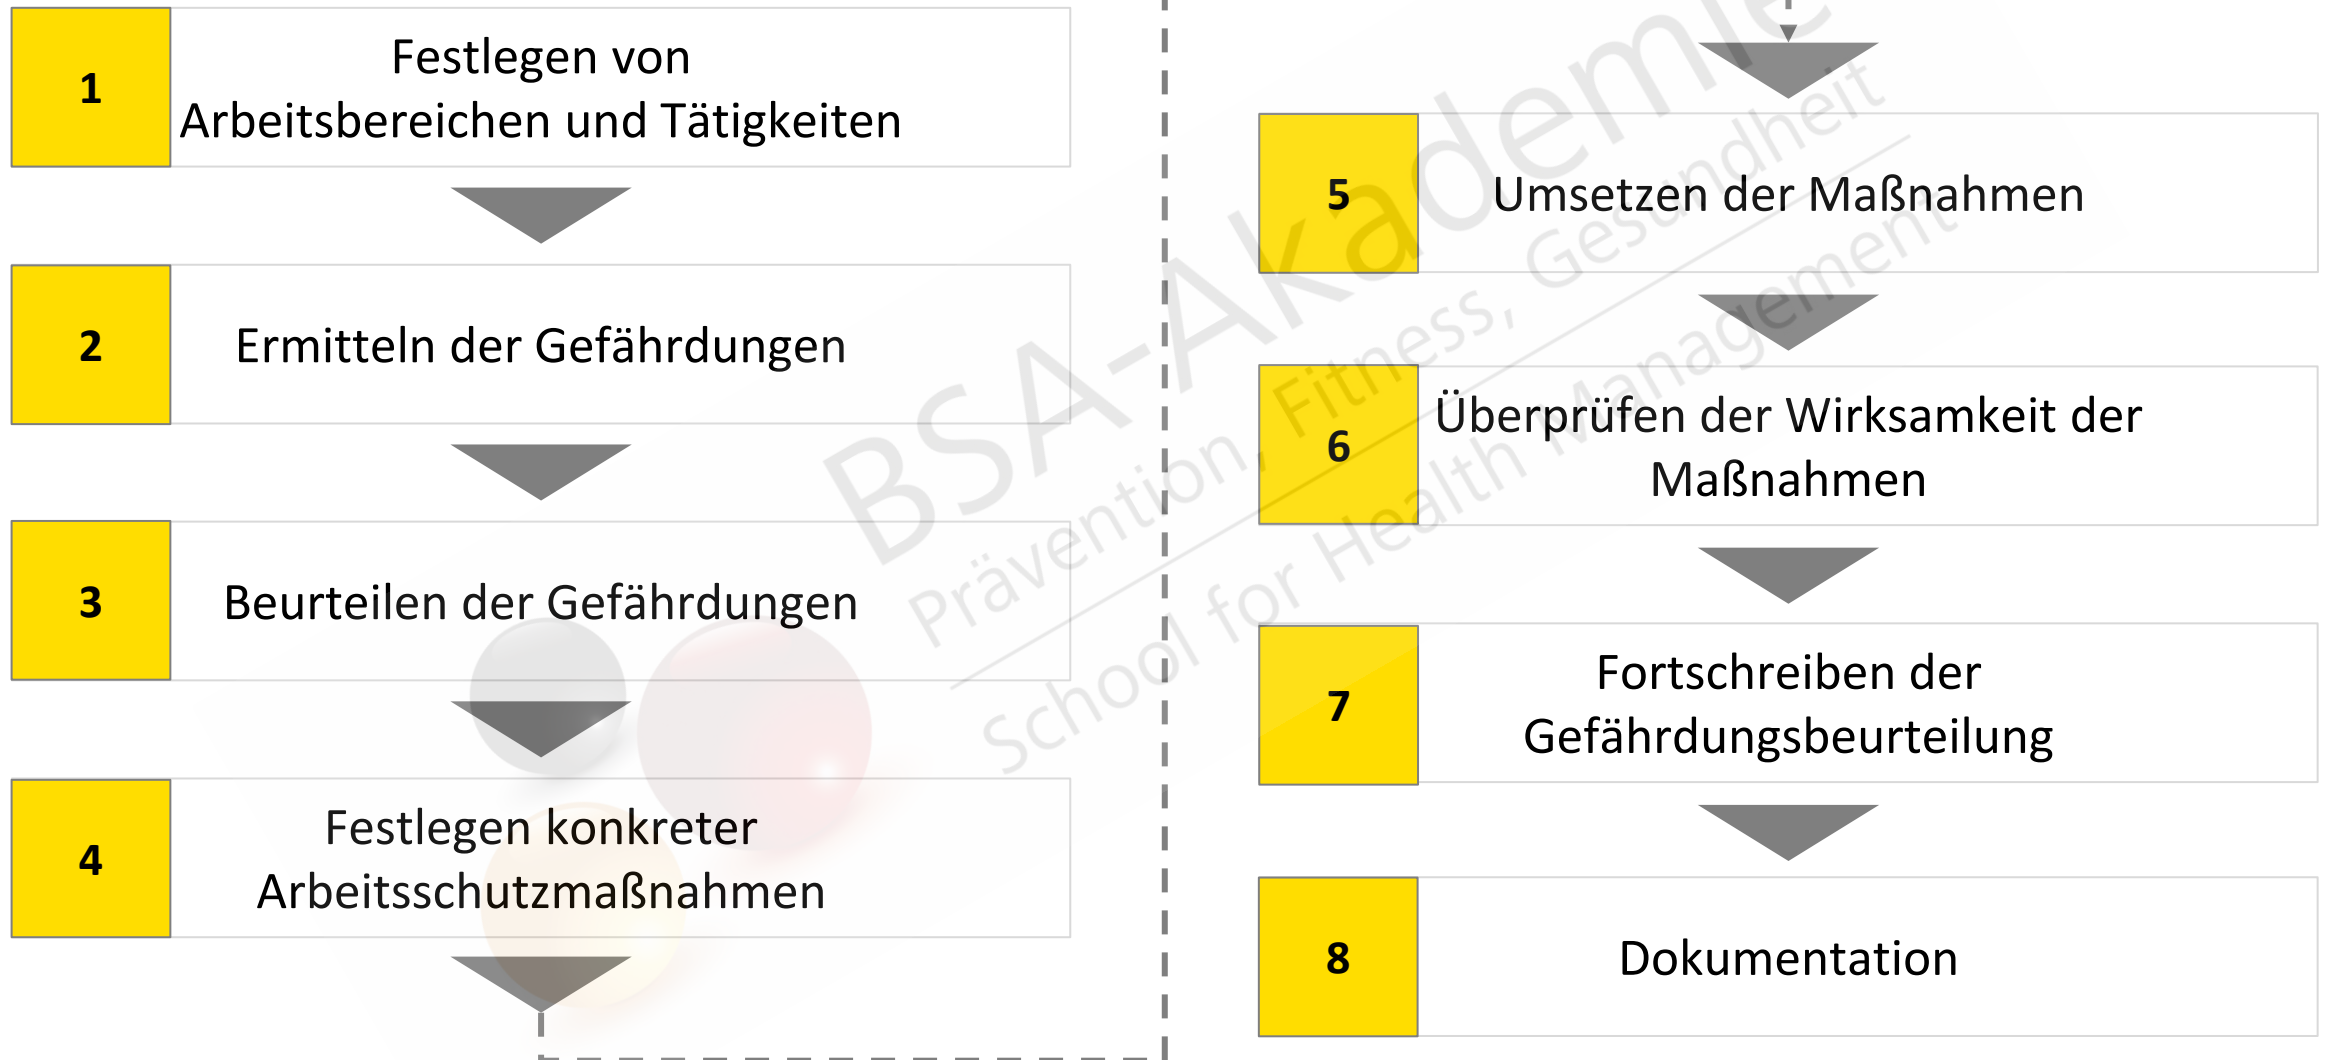 1
Festlegen von
Arbeitsbereichen und Tätigkeiten
2
Ermitteln der Gefährdungen
3
Beurteilen der Gefährdungen
4
Festlegen konkreter
Arbeitsschutzmaßnahmen
5
Umsetzen der Maßnahmen
6
Überprüfen der Wirksamkeit der
Maßnahmen
7
Fortschreiben der
Gefährdungsbeurteilung
8
Dokumentation
BSA-Akademie
Prävention, Fitness, Gesundheit
School for Health Management